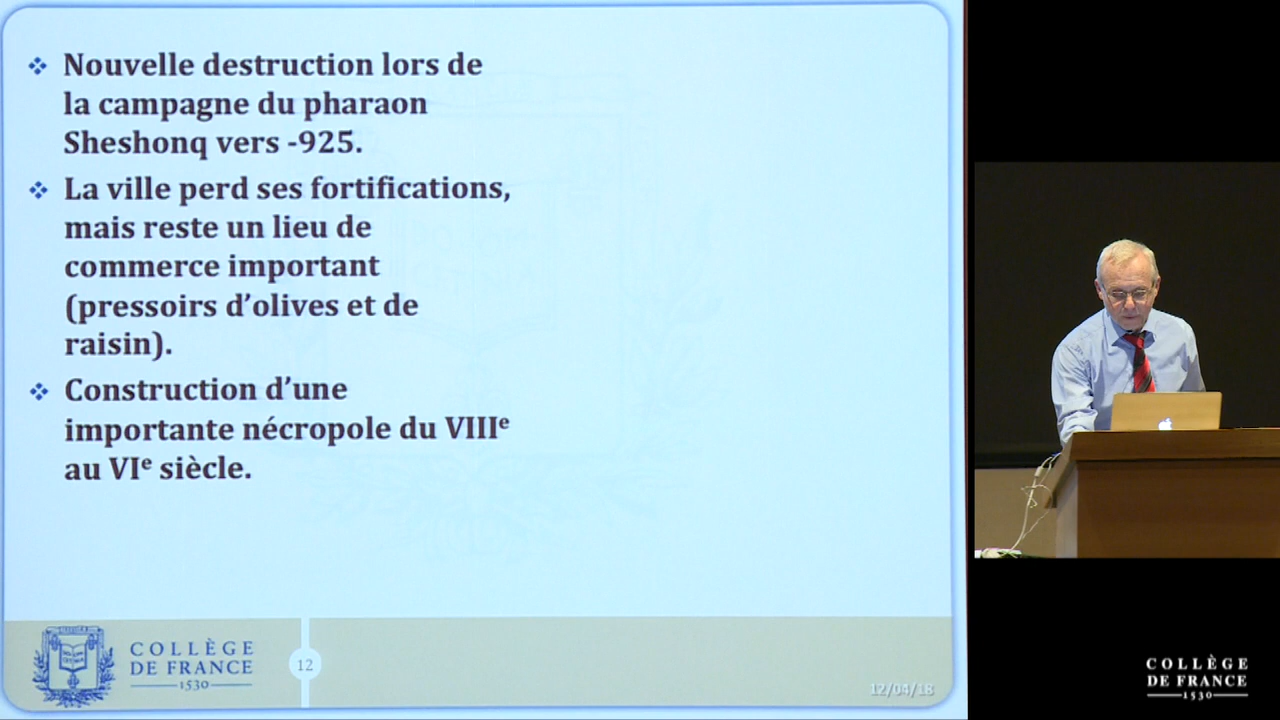 Nouvelle destruction lors de
la campagne du pharaon
Sheshonq vers -925.
La ville perd ses fortifications,
mais reste un lieu de
commerce important
(pressoirs d’olives et de
raisin).
Construction d’une
importante nécropole du VIIIᵉ
au VIᵉ siècle.
COLLÈGE
DE FRANCE
1530
12
12/04/18
COLLÈGE
DE FRANCE
1530